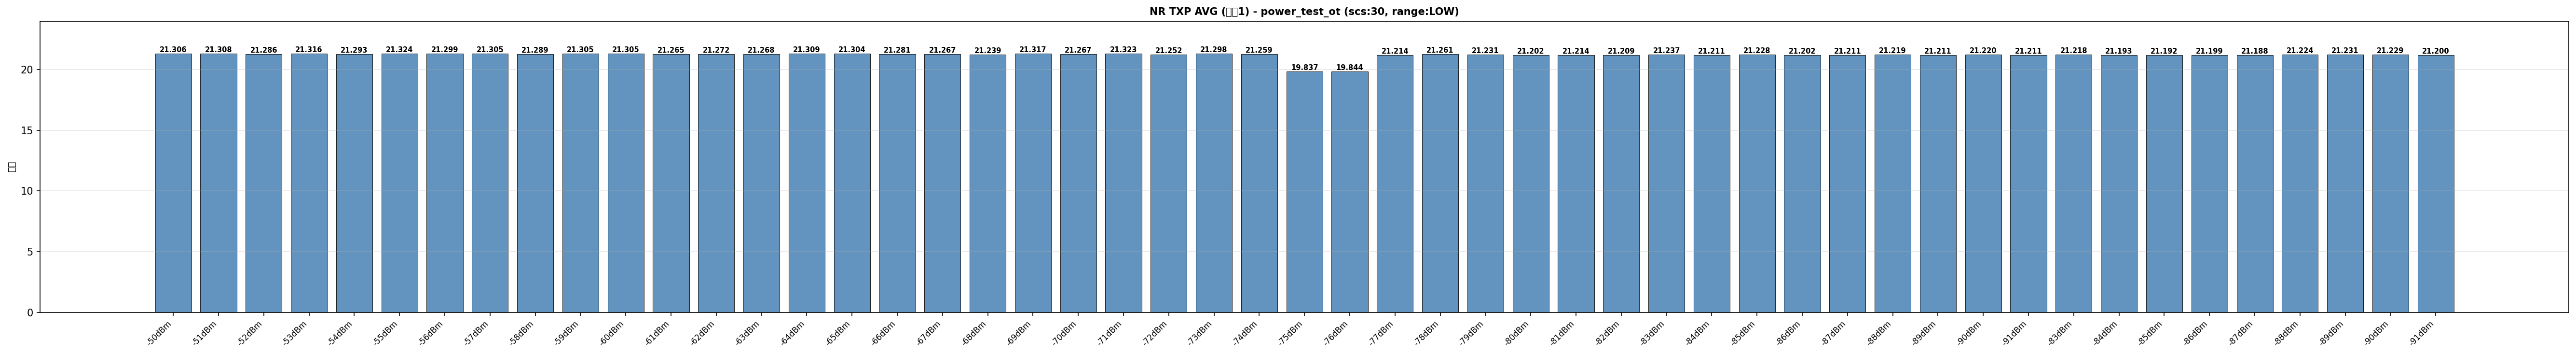 NR TXP AVG (1) - power_test_ot (scs:30, range:LOW)
21.306 21.308 21.286 21.316 21.293 21.324 21.299 21.305 21.289 21.305 21.305 21.265 21.272 21.268 21.309 21.304 21.281 21.267 21.239 21.317 21.267 21.323 21.252 21.298 21.259 19.837 19.844 21.214 21.261 21.231 21.202 21.214 21.209 21.237 21.211 21.228 21.202 21.211 21.219 21.211 21.220 21.211 21.218 21.193 21.192 21.199 21.188 21.224 21.231 21.229 21.200
20
15
10
5
0
-50dBm -51dBm -52dBm -53dBm -54dBm -55dBm -56dBm -57dBm -58dBm -59dBm -60dBm -61dBm -62dBm -63dBm -64dBm -65dBm -66dBm -67dBm -68dBm -69dBm -70dBm -71dBm -72dBm -73dBm -74dBm -75dBm -76dBm -77dBm -78dBm -79dBm -80dBm -81dBm -82dBm -83dBm -84dBm -85dBm -86dBm -87dBm -88dBm -89dBm -90dBm -91dBm -83dBm -84dBm -85dBm -86dBm -87dBm -88dBm -89dBm -90dBm -91dBm